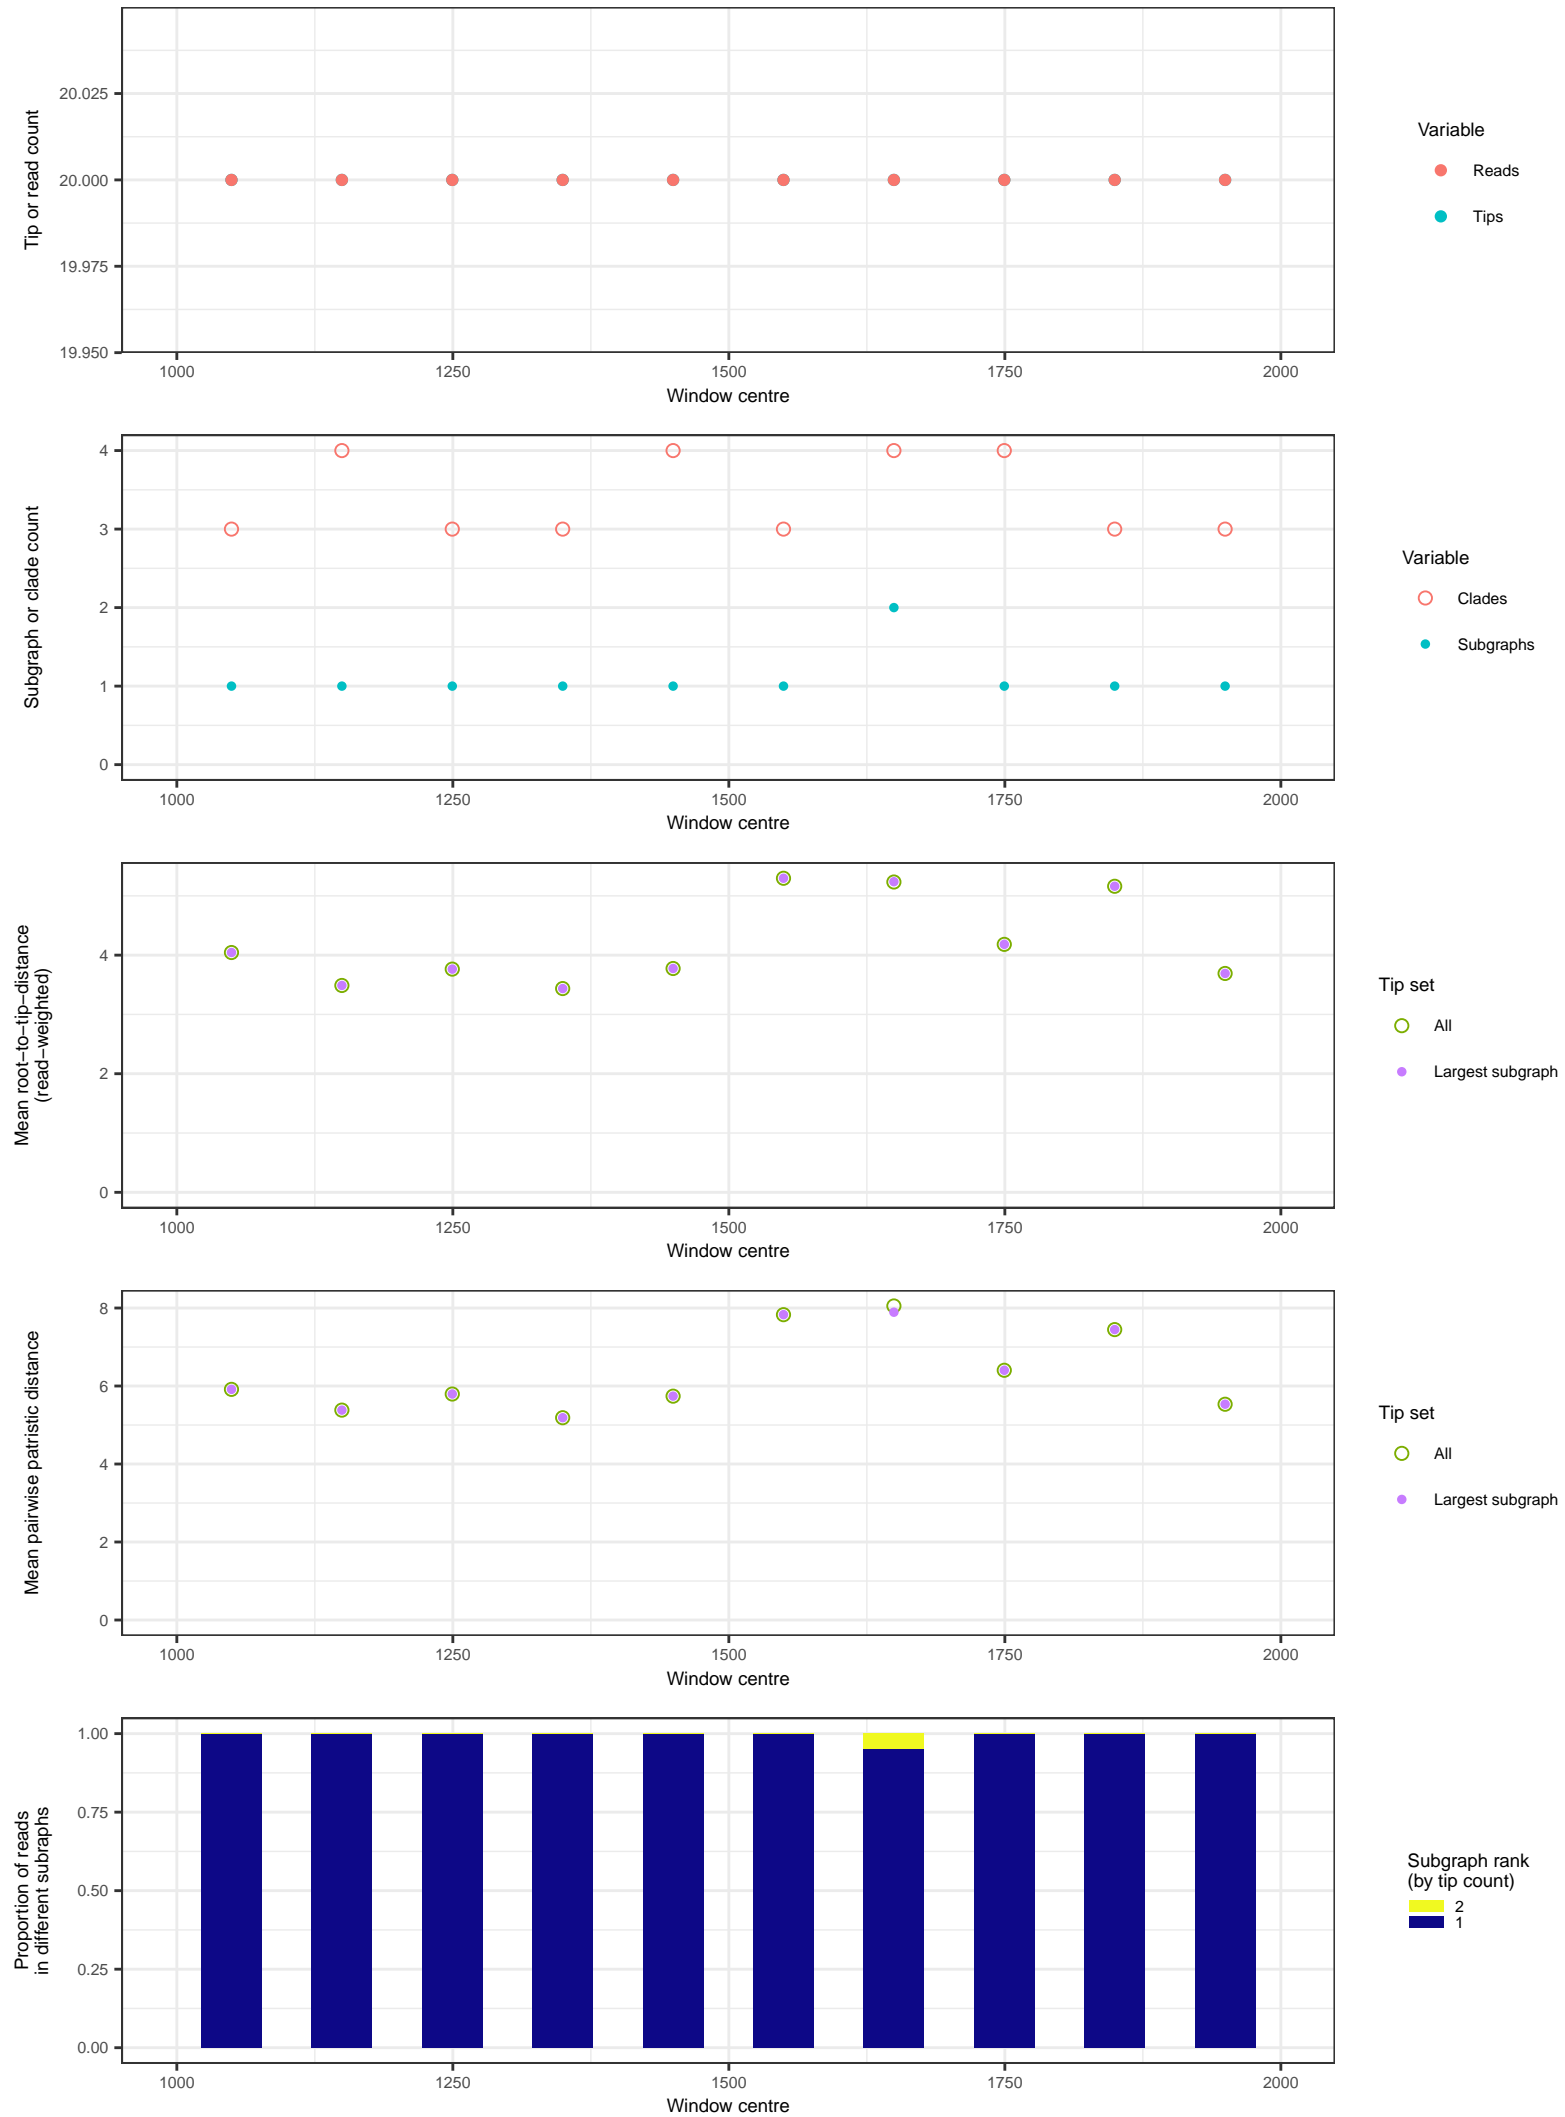 20.025
20.000
19.975
19.950
Tip or read count
1000 1250 1500 1750 2000
Window centre
Variable
Reads
Tips
4
3
2
1
0
Subgraph or clade count
1000 1250 1500 1750 2000
Window centre
Variable
Clades
Subgraphs
4
2
0
Mean root−to−tip−distance
(read−weighted)
1000 1250 1500 1750 2000
Window centre
Tip set
All
Largest subgraph
8
6
4
2
0
Mean pairwise patristic distance
1000 1250 1500 1750 2000
Window centre
Tip set
All
Largest subgraph
1.00
0.75
0.50
0.25
0.00
Proportion of reads
in different subraphs
1000 1250 1500 1750 2000
Window centre
Subgraph rank
(by tip count)
2
1